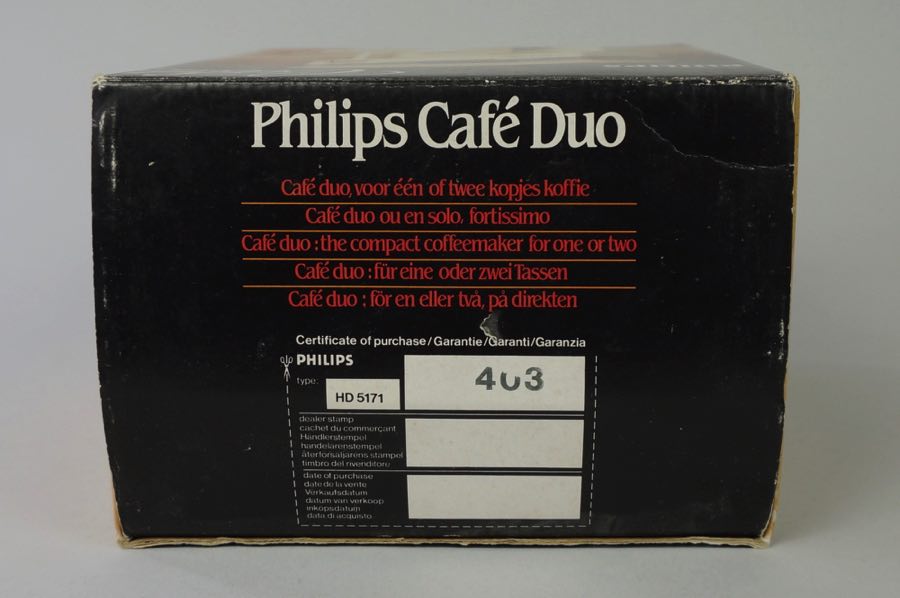 Philips Café Duo
Café duo, voor één of twee kopjes koffie
Café duo ou en solo, fortissimo
Café duo : the compact coffeemaker for one or two
Café duo : für eine oder zwei Tassen
Café duo : för en eller två, på direkten
Certificate of purchase/Garantie/Garanti/Garanzia
PHILIPS
type:
HD 5171
403
dealer stamp
cachet du commerçant
Händlerstempel
handelarenstempel
återförsäljarens stampel
timbro del rivenditore
date of purchase
date de la vente
Verkaufsdatum
datum van verkoop
inköpsdatum
data di acquisto